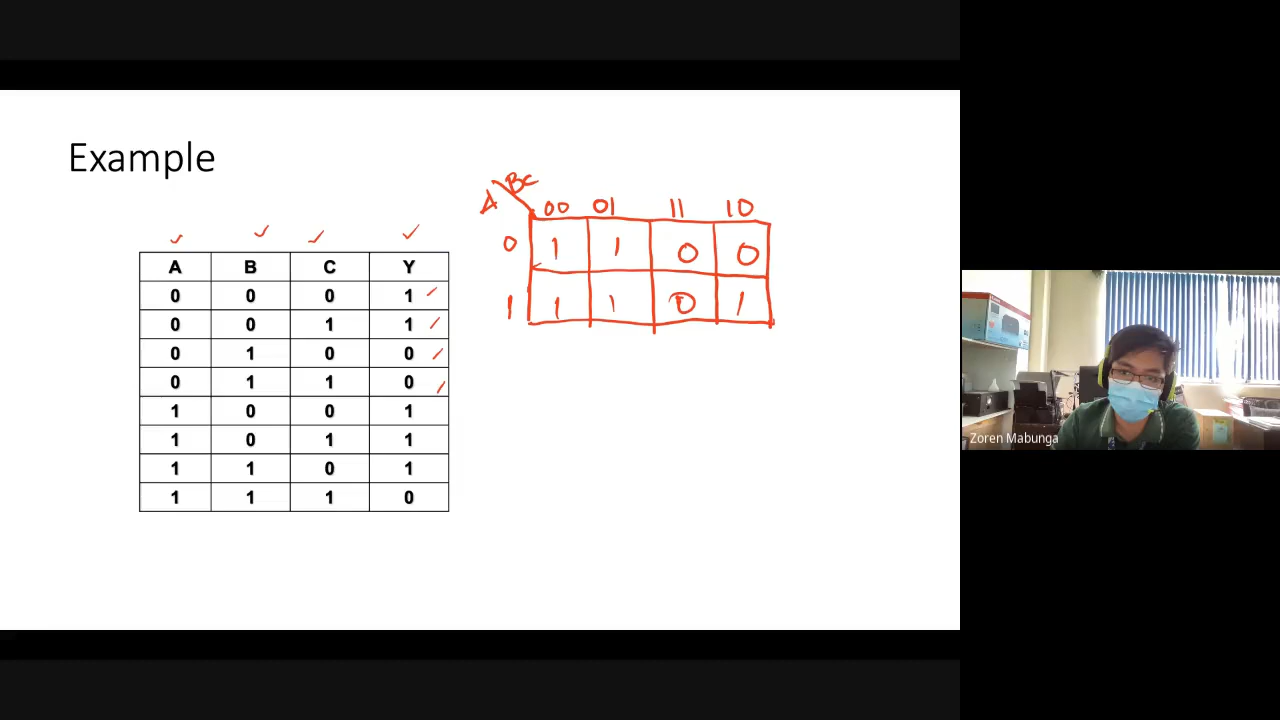 Example
A BC
00 01 11 10
0 1 1 0 0
1 1 1 0 1
A B C Y
0 0 0 1
0 0 1 1
0 1 0 0
0 1 1 0
1 0 0 1
1 0 1 1
1 1 0 1
1 1 1 0
Zoren Mabunga